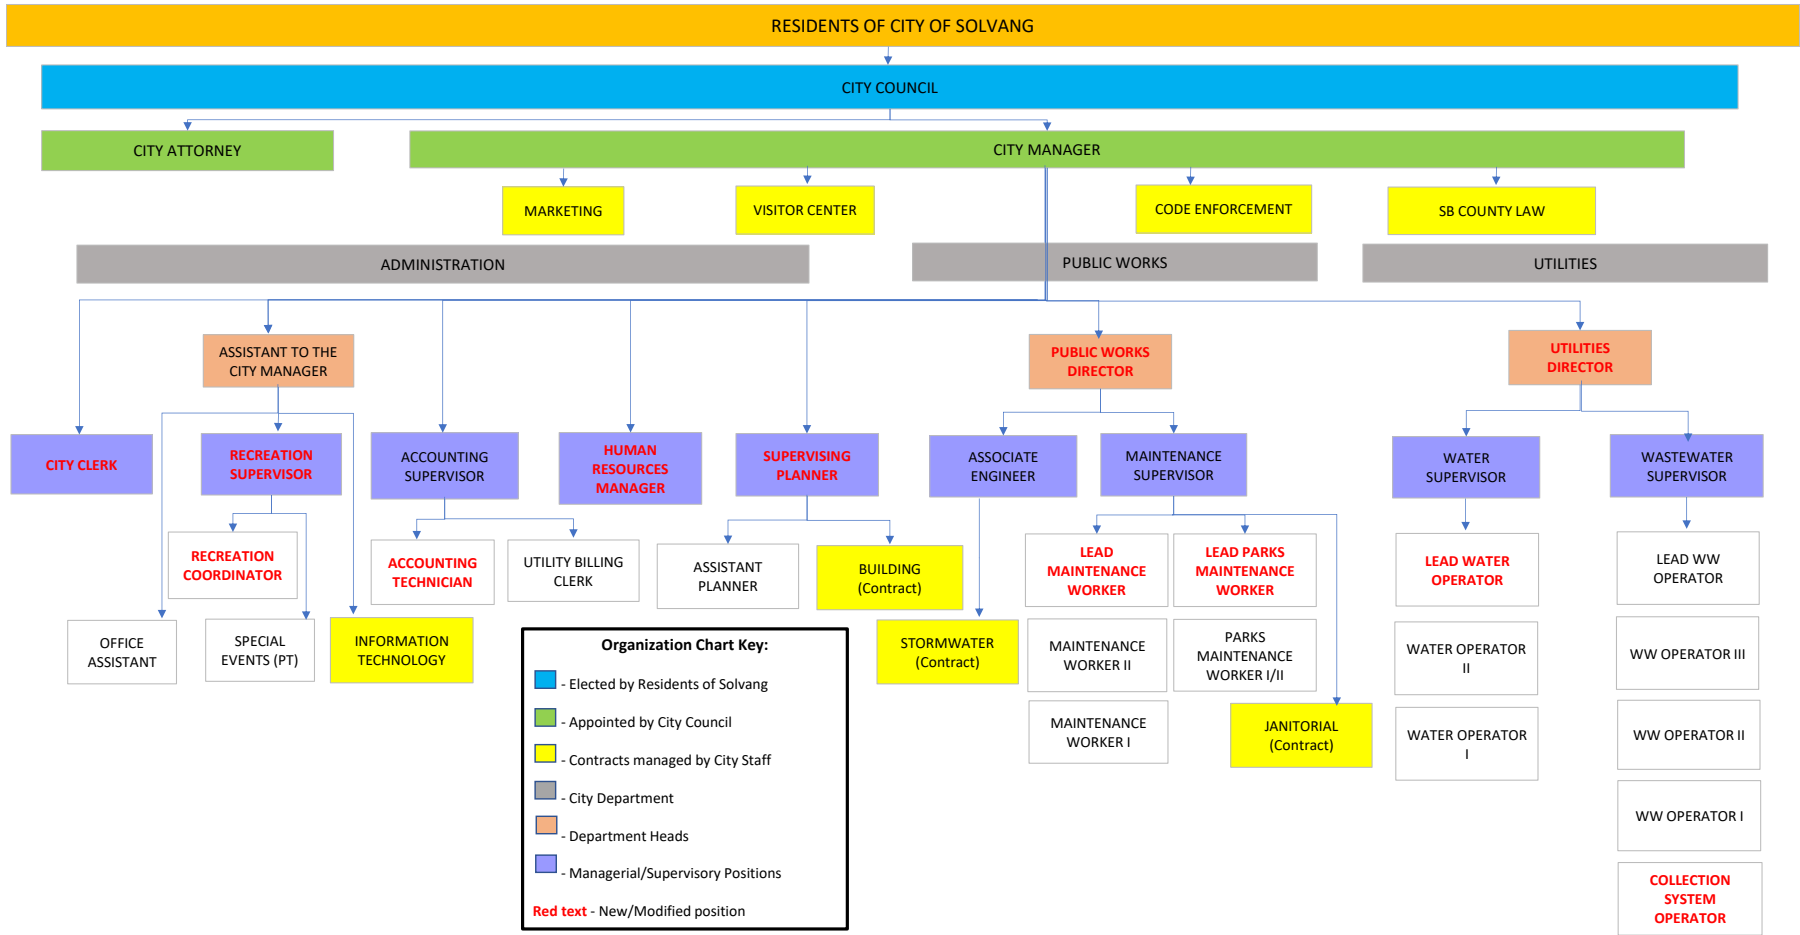 RESIDENTS OF CITY OF SOLVANG
CITY COUNCIL
CITY ATTORNEY
CITY MANAGER
MARKETING
VISITOR CENTER
CODE ENFORCEMENT
SB COUNTY LAW
ADMINISTRATION
PUBLIC WORKS
UTILITIES
ASSISTANT TO THE
CITY MANAGER
PUBLIC WORKS
DIRECTOR
UTILITIES
DIRECTOR
CITY CLERK
RECREATION
SUPERVISOR
ACCOUNTING
SUPERVISOR
HUMAN
RESOURCES
MANAGER
SUPERVISING
PLANNER
ASSOCIATE
ENGINEER
MAINTENANCE
SUPERVISOR
WATER
SUPERVISOR
WASTEWATER
SUPERVISOR
RECREATION
COORDINATOR
ACCOUNTING
TECHNICIAN
UTILITY BILLING
CLERK
ASSISTANT
PLANNER
BUILDING
(Contract)
LEAD
MAINTENANCE
WORKER
LEAD PARKS
MAINTENANCE
WORKER
LEAD WATER
OPERATOR
LEAD WW
OPERATOR
OFFICE
ASSISTANT
SPECIAL
EVENTS (PT)
INFORMATION
TECHNOLOGY
STORMWATER
(Contract)
MAINTENANCE
WORKER II
PARKS
MAINTENANCE
WORKER I/II
WATER OPERATOR
II
WW OPERATOR III
MAINTENANCE
WORKER I
JANITORIAL
(Contract)
WATER OPERATOR
I
WW OPERATOR II
WW OPERATOR I
COLLECTION
SYSTEM
OPERATOR
Organization Chart Key:
- Elected by Residents of Solvang
- Appointed by City Council
- Contracts managed by City Staff
- City Department
- Department Heads
- Managerial/Supervisory Positions
Red text - New/Modified position